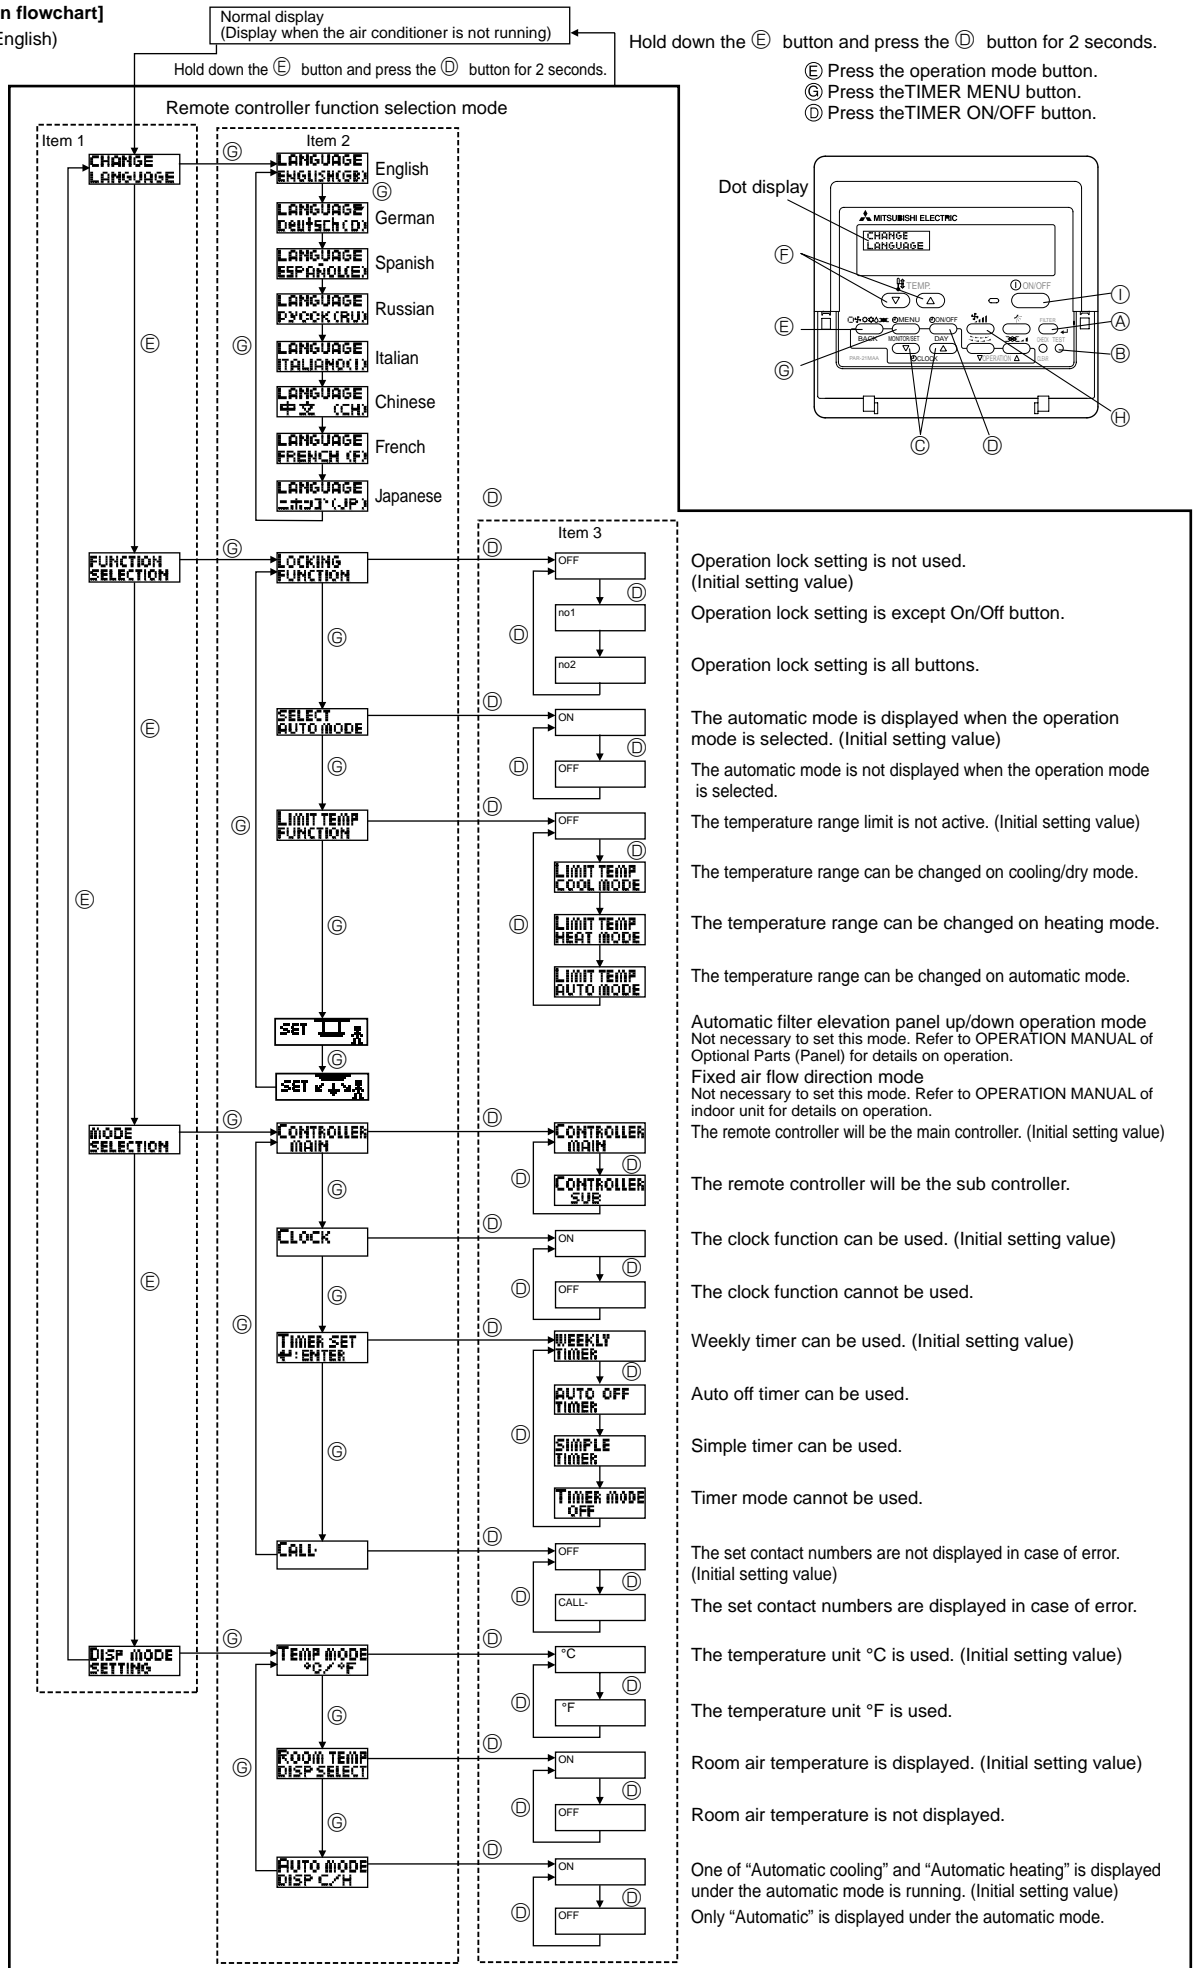 n flowchart]
English)
Normal display
(Display when the air conditioner is not running)
Hold down the Ⓔ button and press the Ⓓ button for 2 seconds.
Hold down the Ⓔ button and press the Ⓓ button for 2 seconds.
Ⓔ Press the operation mode button.
Ⓖ Press theTIMER MENU button.
Ⓓ Press theTIMER ON/OFF button.
Remote controller function selection mode
Item 1
Item 2
CHANGE
LANGUAGE
Ⓖ
LANGUAGE
ENGLISH(GB)
English
Ⓖ
LANGUAGE
Deutsch(D)
German
LANGUAGE
ESPAÑOL(E)
Spanish
LANGUAGE
РУССК(RU)
Russian
Ⓔ
Ⓖ
LANGUAGE
ITALIANO(I)
Italian
LANGUAGE
中文 (CH)
Chinese
LANGUAGE
FRENCH (F)
French
LANGUAGE
ニホンゴ(JP)
Japanese
Dot display
MITSUBISHI ELECTRIC
CHANGE
LANGUAGE
Ⓕ
TEMP.
ON/OFF
Ⓘ
Ⓔ
MENU
ON/OFF
FILTER
Ⓐ
BACK
MONITOR/SET
DAY
CHECK TEST
Ⓑ
PAR-21MAA
CLOCK
OPERATION
CLEAR
Ⓖ
Ⓗ
Ⓒ
Ⓓ
Ⓓ
Item 3
FUNCTION
SELECTION
Ⓖ
LOCKING
FUNCTION
Ⓓ
OFF
Operation lock setting is not used.
(Initial setting value)
Ⓓ
no1
Operation lock setting is except On/Off button.
Ⓖ
Ⓓ
no2
Operation lock setting is all buttons.
SELECT
AUTO MODE
Ⓓ
ON
The automatic mode is displayed when the operation
mode is selected. (Initial setting value)
Ⓔ
Ⓓ
Ⓖ
Ⓓ
OFF
The automatic mode is not displayed when the operation mode
is selected.
Ⓖ
LIMIT TEMP
FUNCTION
Ⓓ
OFF
The temperature range limit is not active. (Initial setting value)
Ⓓ
LIMIT TEMP
COOL MODE
The temperature range can be changed on cooling/dry mode.
Ⓔ
Ⓖ
Ⓓ
LIMIT TEMP
HEAT MODE
The temperature range can be changed on heating mode.
LIMIT TEMP
AUTO MODE
The temperature range can be changed on automatic mode.
SET
Automatic filter elevation panel up/down operation mode
Not necessary to set this mode. Refer to OPERATION MANUAL of
Optional Parts (Panel) for details on operation.
Ⓖ
SET
Fixed air flow direction mode
Not necessary to set this mode. Refer to OPERATION MANUAL of
indoor unit for details on operation.
MODE
SELECTION
Ⓖ
CONTROLLER
MAIN
Ⓓ
CONTROLLER
MAIN
The remote controller will be the main controller. (Initial setting value)
Ⓓ
Ⓖ
Ⓓ
CONTROLLER
SUB
The remote controller will be the sub controller.
CLOCK
Ⓓ
ON
The clock function can be used. (Initial setting value)
Ⓔ
Ⓓ
Ⓖ
Ⓓ
OFF
The clock function cannot be used.
Ⓖ
TIMER SET
↵:ENTER
Ⓓ
WEEKLY
TIMER
Weekly timer can be used. (Initial setting value)
Ⓓ
AUTO OFF
TIMER
Auto off timer can be used.
Ⓖ
Ⓓ
SIMPLE
TIMER
Simple timer can be used.
TIMER MODE
OFF
Timer mode cannot be used.
CALL-
Ⓓ
OFF
The set contact numbers are not displayed in case of error.
(Initial setting value)
Ⓓ
Ⓓ
CALL-
The set contact numbers are displayed in case of error.
DISP MODE
SETTING
Ⓖ
TEMP MODE
°C/°F
Ⓓ
°C
The temperature unit °C is used. (Initial setting value)
Ⓓ
Ⓖ
Ⓓ
°F
The temperature unit °F is used.
Ⓖ
ROOM TEMP
DISP SELECT
Ⓓ
ON
Room air temperature is displayed. (Initial setting value)
Ⓓ
Ⓖ
Ⓓ
OFF
Room air temperature is not displayed.
AUTO MODE
DISP C/H
Ⓓ
ON
One of “Automatic cooling” and “Automatic heating” is displayed
under the automatic mode is running. (Initial setting value)
Ⓓ
Ⓓ
OFF
Only “Automatic” is displayed under the automatic mode.